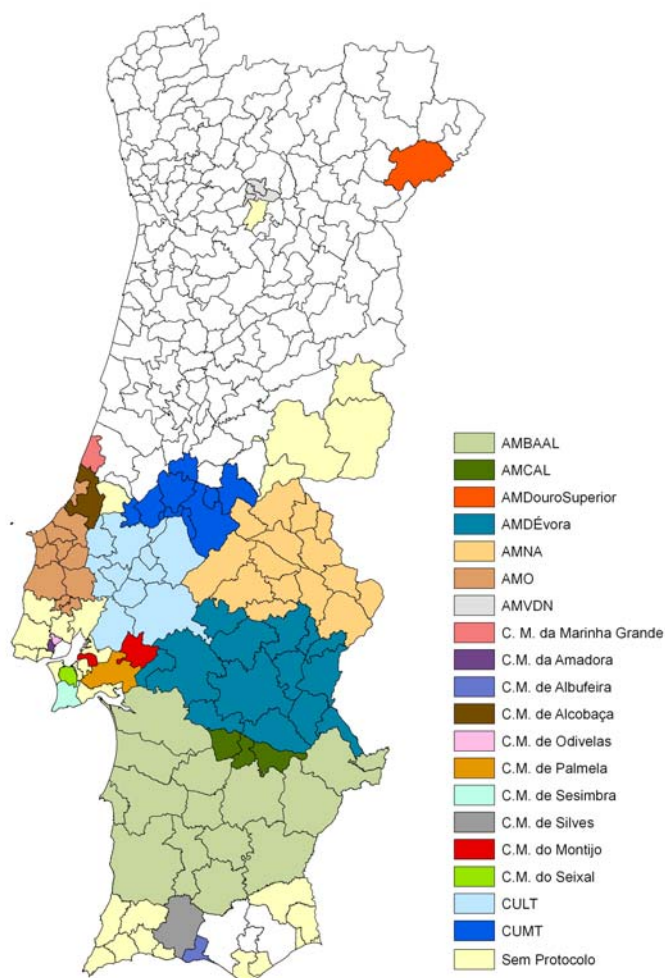 AMBAAL
AMCAL
AMDouroSuperior
AMDÉvora
AMNA
AMO
AMVDN
C. M. da Marinha Grande
C.M. da Amadora
C.M. de Albufeira
C.M. de Alcobaça
C.M. de Odivelas
C.M. de Palmela
C.M. de Sesimbra
C.M. de Silves
C.M. do Montijo
C.M. do Seixal
CULT
CUMT
Sem Protocolo